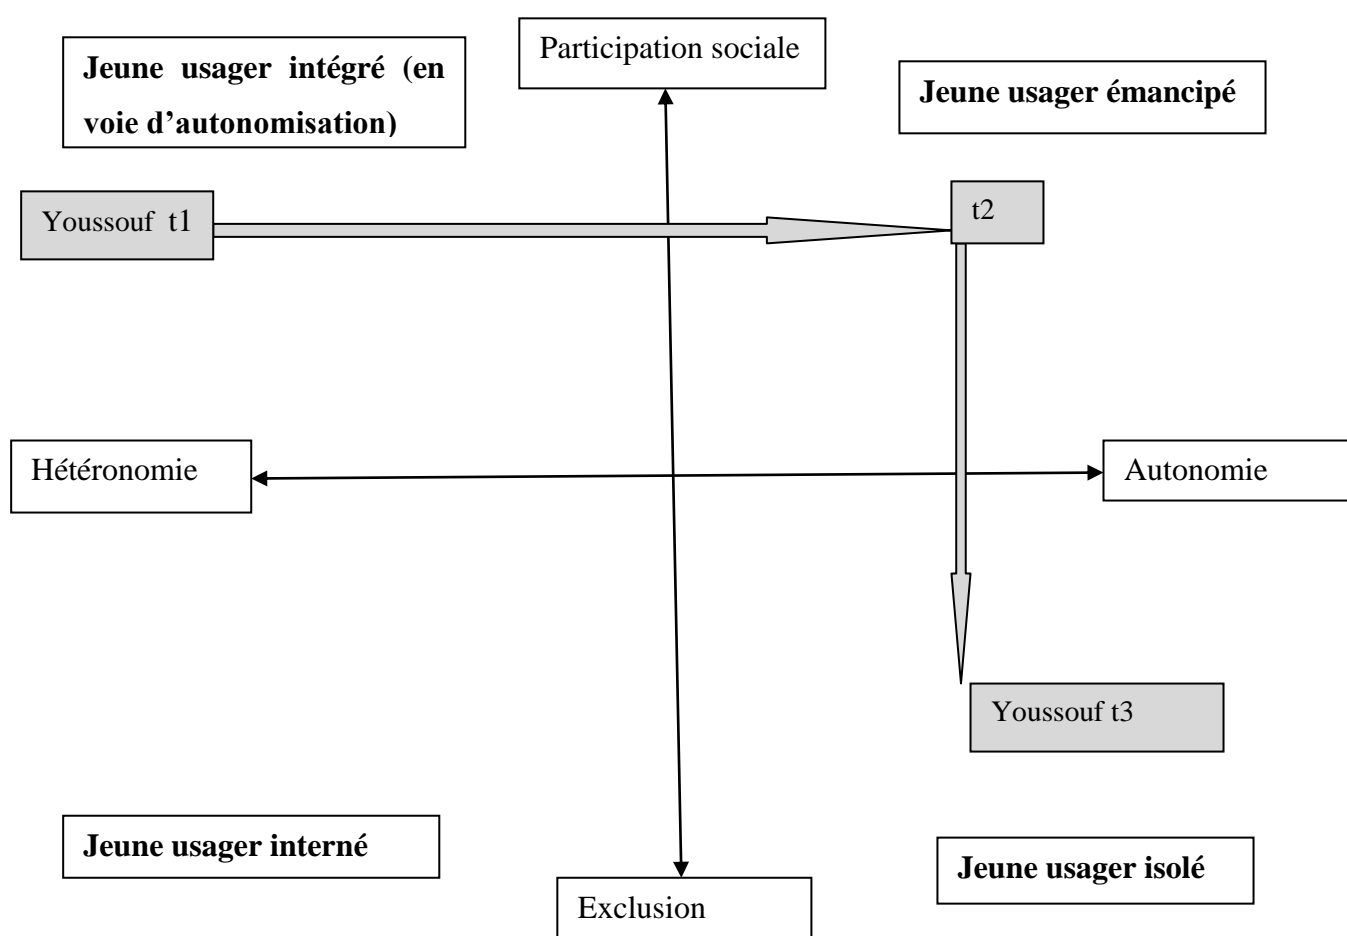 Participation sociale
Jeune usager intégré (en
voie d'autonomisation)
Jeune usager émancipé
Youssouf t1
t2
Hétéronomie
Autonomie
Youssouf t3
Jeune usager interné
Jeune usager isolé
Exclusion